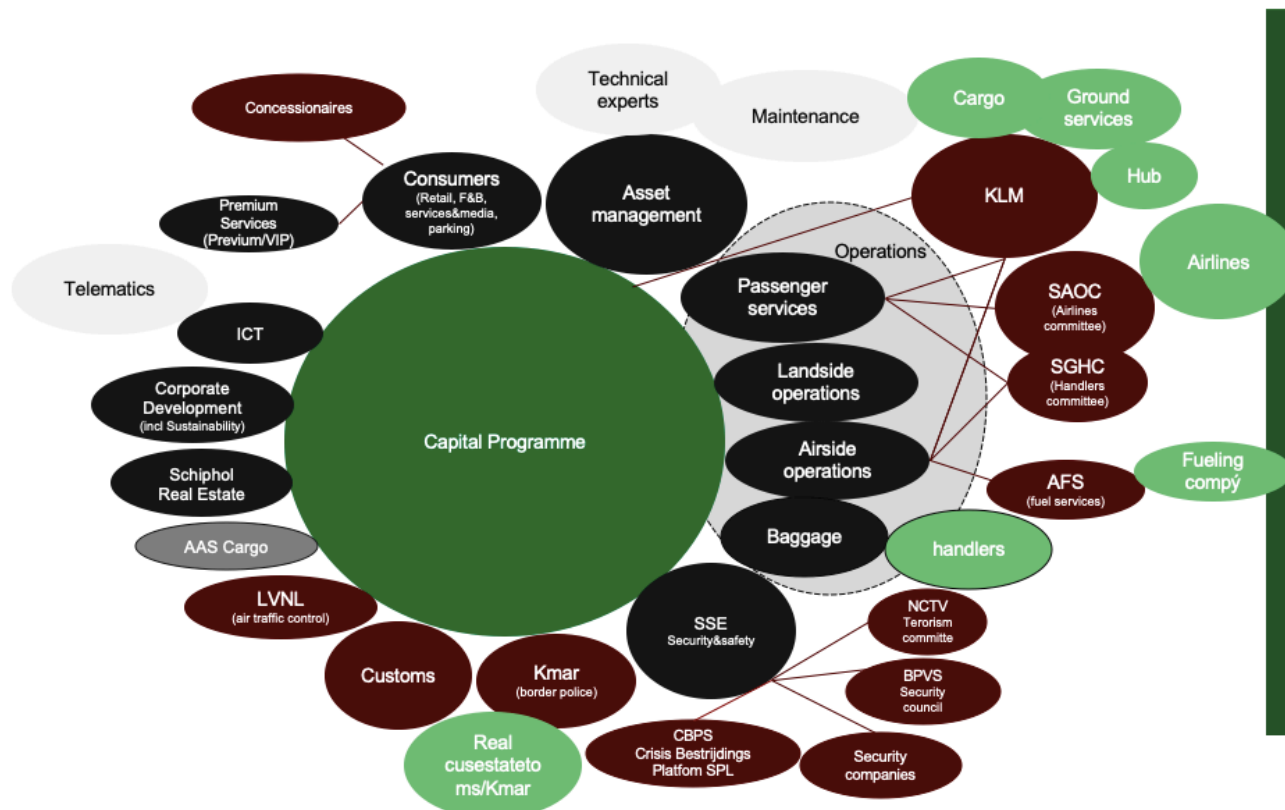 Technical
experts
Cargo
Ground
services
Concessionaires
Maintenance
Consumers
(Retail, F&B,
services&media,
parking)
Asset
management
KLM
Hub
Premium
Services
(Previum/VIP)
Operations
Airlines
Telematics
Passenger
services
SAOC
(Airlines
committee)
ICT
Landside
operations
SGHC
(Handlers
committee)
Corporate
Development
(incl Sustainability)
Capital Programme
Airside
operations
Schiphol
Real Estate
AFS
(fuel services)
Fueling
compý
AAS Cargo
Baggage
handlers
LVNL
(air traffic control)
SSE
Security&safety
NCTV
Terorism
committe
Customs
Kmar
(border police)
BPVS
Security
council
Real
cusestateto
ms/Kmar
CBPS
Crisis Bestrijdings
Platfom SPL
Security
companies